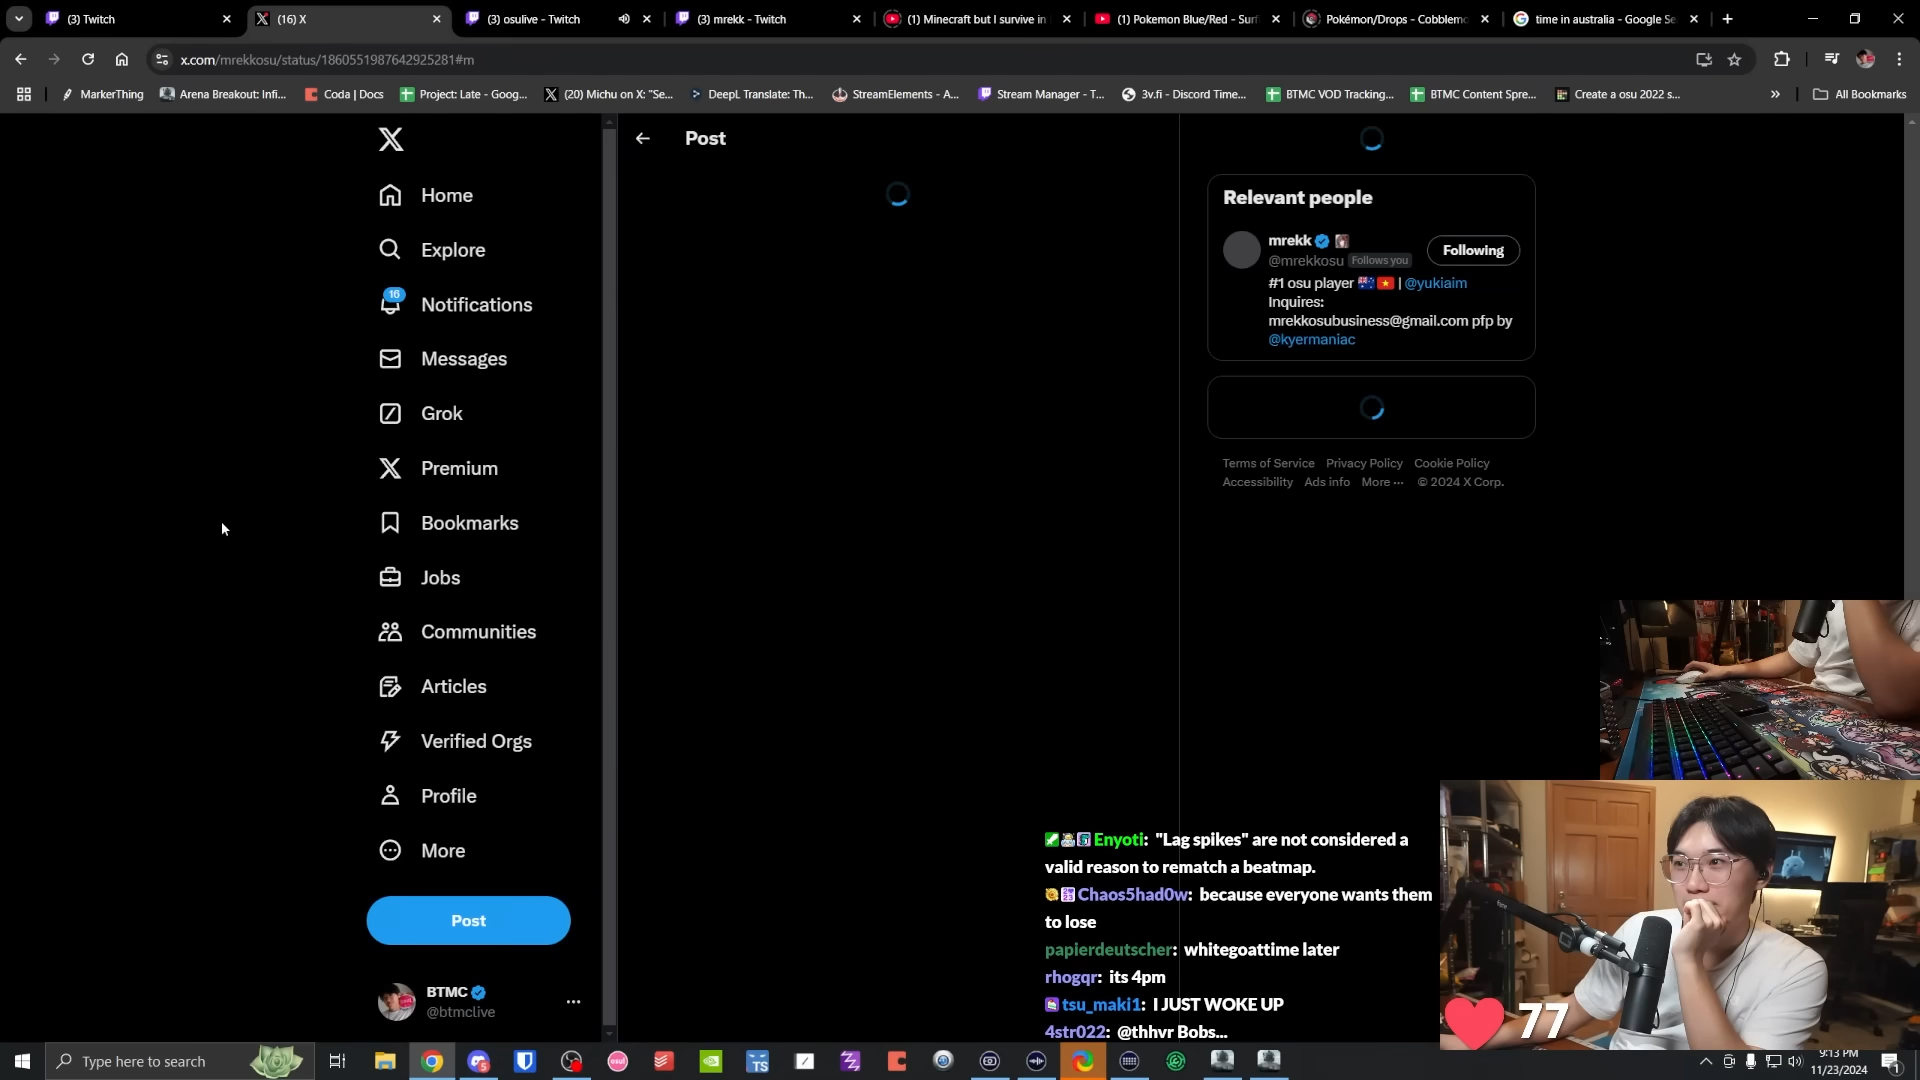 (3) Twitch
(16) X
(3) osulive - Twitch
(3) mrekk - Twitch
(1) Minecraft but I survive in
(1) Pokemon Blue/Red - Surf
Pokémon/Drops - Cobblemo
time in australia - Google Se
x.com/mrekkosu/status/1860551987642925281#m
MarkerThing
Arena Breakout: Infi...
Coda | Docs
Project: Late - Goog...
(20) Michu on X: "Se...
DeepL Translate: Th...
StreamElements - A...
Stream Manager - T...
3v.fi - Discord Time...
BTMC VOD Tracking...
BTMC Content Spre...
Create a osu 2022 s...
All Bookmarks
Post
Home
Explore
16
Notifications
Messages
Grok
Premium
Bookmarks
Jobs
Communities
Articles
Verified Orgs
Profile
More
Post
BTMC
@btmclive
Relevant people
mrekk
@mrekkosu Follows you
Following
#1 osu player 🇦🇺🇻🇳 | @yukiaim
Inquires:
mrekkosubusiness@gmail.com pfp by
@kyermaniac
Terms of Service Privacy Policy Cookie Policy
Accessibility Ads info More ··· © 2024 X Corp.
Enyoti: "Lag spikes" are not considered a
valid reason to rematch a beatmap.
Chaos5had0w: because everyone wants them
to lose
papierdeutscher: whitegoattime later
rhogqr: its 4pm
tsu_maki1: I JUST WOKE UP
4str022: @thhvr Bobs...
77
Type here to search
5
osu!
TS
9:13 PM
11/23/2024
1